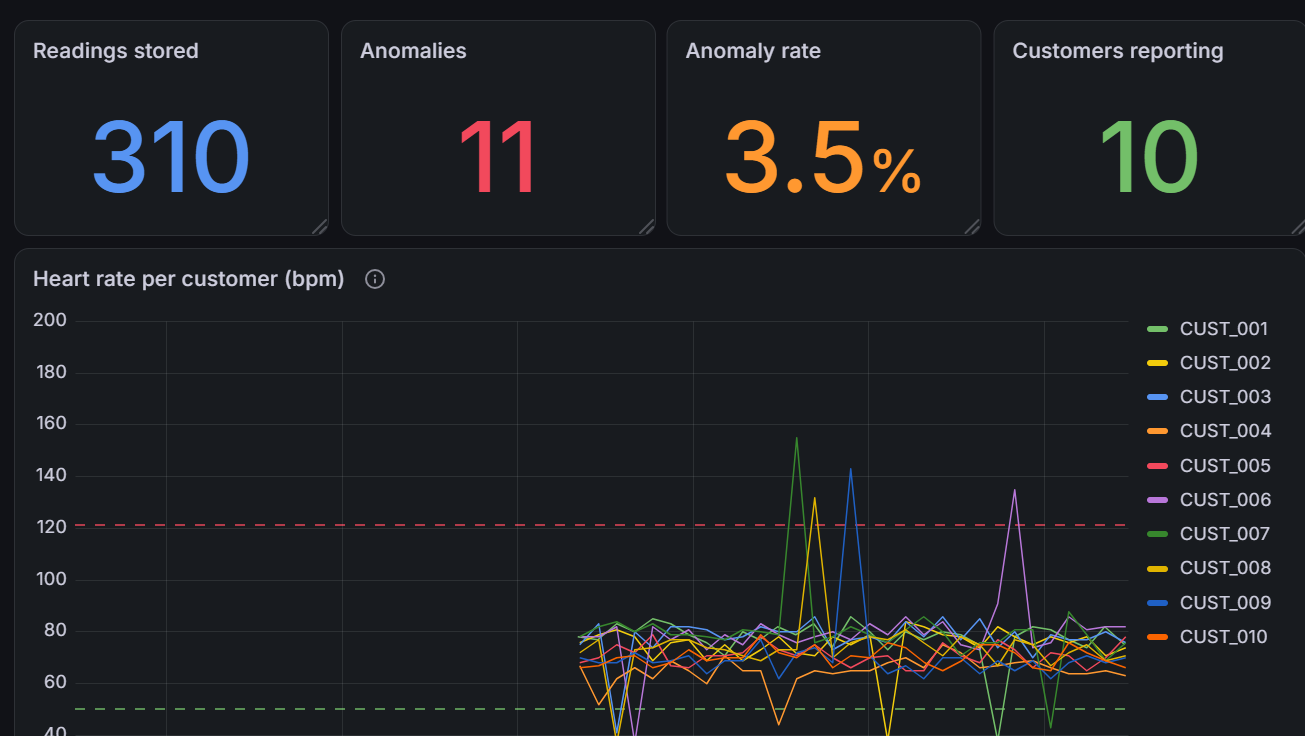 Readings stored
310
Anomalies
11
Anomaly rate
3.5%
Customers reporting
10
Heart rate per customer (bpm)
200
180
160
140
120
100
80
60
40
CUST_001
CUST_002
CUST_003
CUST_004
CUST_005
CUST_006
CUST_007
CUST_008
CUST_009
CUST_010